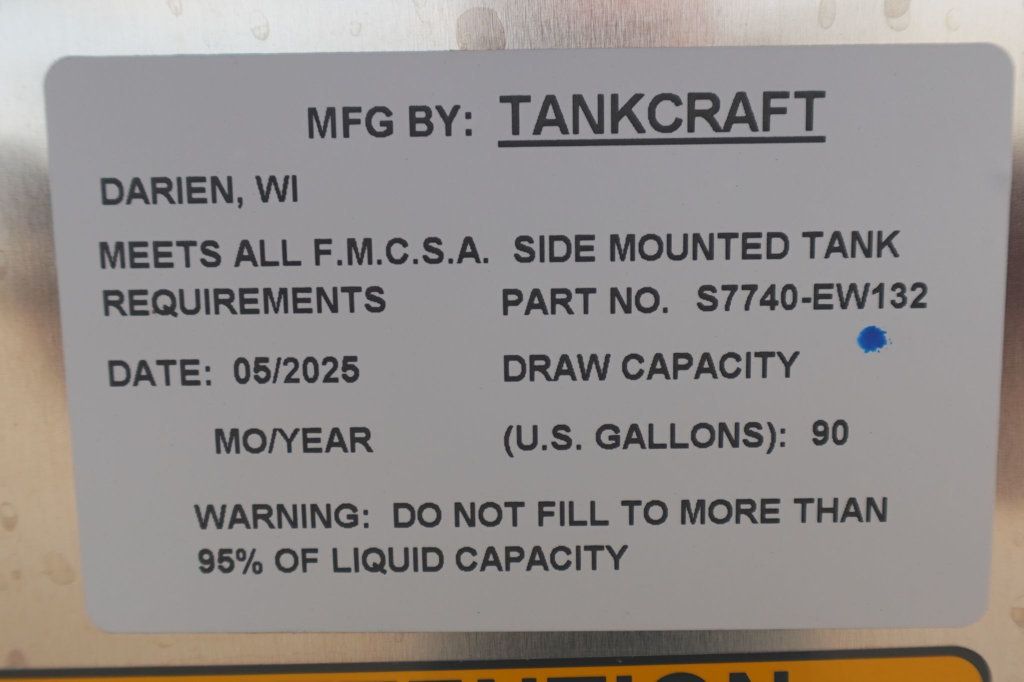 MFG BY: TANKCRAFT
DARIEN, WI
MEETS ALL F.M.C.S.A. SIDE MOUNTED TANK
REQUIREMENTS PART NO. S7740-EW132
DATE: 05/2025 DRAW CAPACITY
MO/YEAR (U.S. GALLONS): 90
WARNING: DO NOT FILL TO MORE THAN
95% OF LIQUID CAPACITY